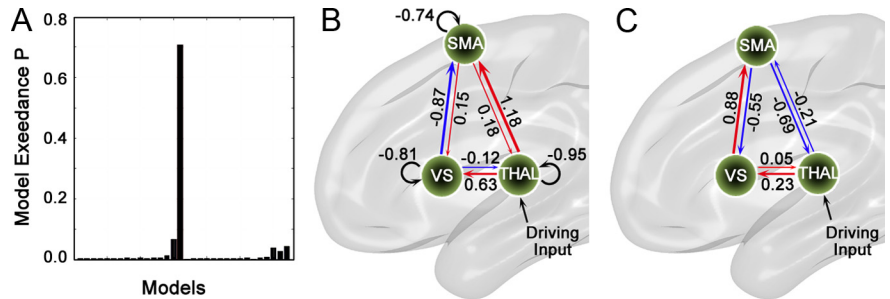 A
Model Exeedance P
0.8
0.6
0.4
0.2
0.0
Models
B
-0.74
SMA
-0.87
0.15
0.18
1.18
-0.81
VS
-0.12
0.63
THAL
-0.95
Driving
Input
C
SMA
0.88
-0.55
-0.69
-0.21
VS
0.05
0.23
THAL
Driving
Input